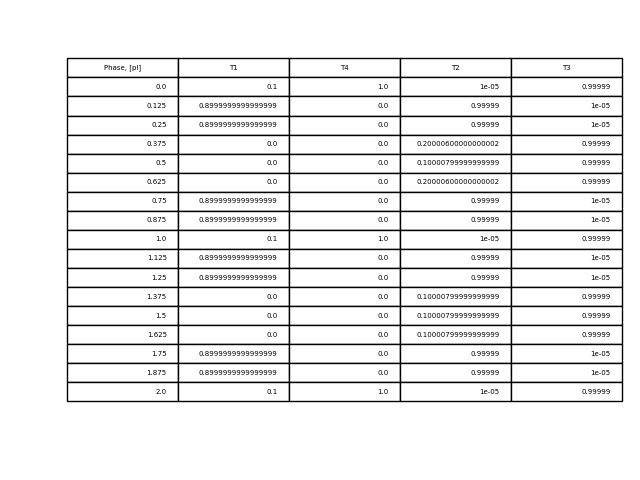 Phase, [pi] T1 T4 T2 T3
0.0 0.1 1.0 1e-05 0.99999
0.125 0.8999999999999999 0.0 0.99999 1e-05
0.25 0.8999999999999999 0.0 0.99999 1e-05
0.375 0.0 0.0 0.20000600000000002 0.99999
0.5 0.0 0.0 0.10000799999999999 0.99999
0.625 0.0 0.0 0.20000600000000002 0.99999
0.75 0.8999999999999999 0.0 0.99999 1e-05
0.875 0.8999999999999999 0.0 0.99999 1e-05
1.0 0.1 1.0 1e-05 0.99999
1.125 0.8999999999999999 0.0 0.99999 1e-05
1.25 0.8999999999999999 0.0 0.99999 1e-05
1.375 0.0 0.0 0.10000799999999999 0.99999
1.5 0.0 0.0 0.10000799999999999 0.99999
1.625 0.0 0.0 0.10000799999999999 0.99999
1.75 0.8999999999999999 0.0 0.99999 1e-05
1.875 0.8999999999999999 0.0 0.99999 1e-05
2.0 0.1 1.0 1e-05 0.99999